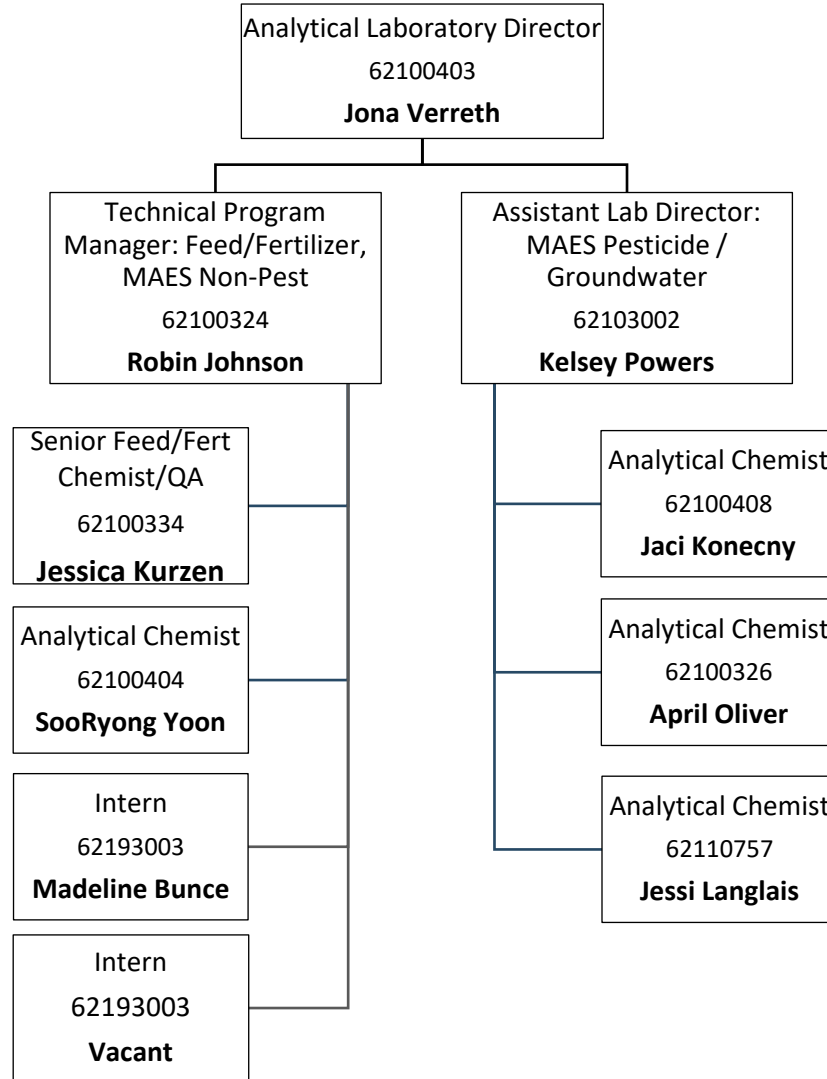 Analytical Laboratory Director
62100403
Jona Verreth
Technical Program
Manager: Feed/Fertilizer,
MAES Non-Pest
62100324
Robin Johnson
Assistant Lab Director:
MAES Pesticide /
Groundwater
62103002
Kelsey Powers
Senior Feed/Fert
Chemist/QA
62100334
Jessica Kurzen
Analytical Chemist
62100404
SooRyong Yoon
Intern
62193003
Madeline Bunce
Intern
62193003
Vacant
Analytical Chemist
62100408
Jaci Konecny
Analytical Chemist
62100326
April Oliver
Analytical Chemist
62110757
Jessi Langlais